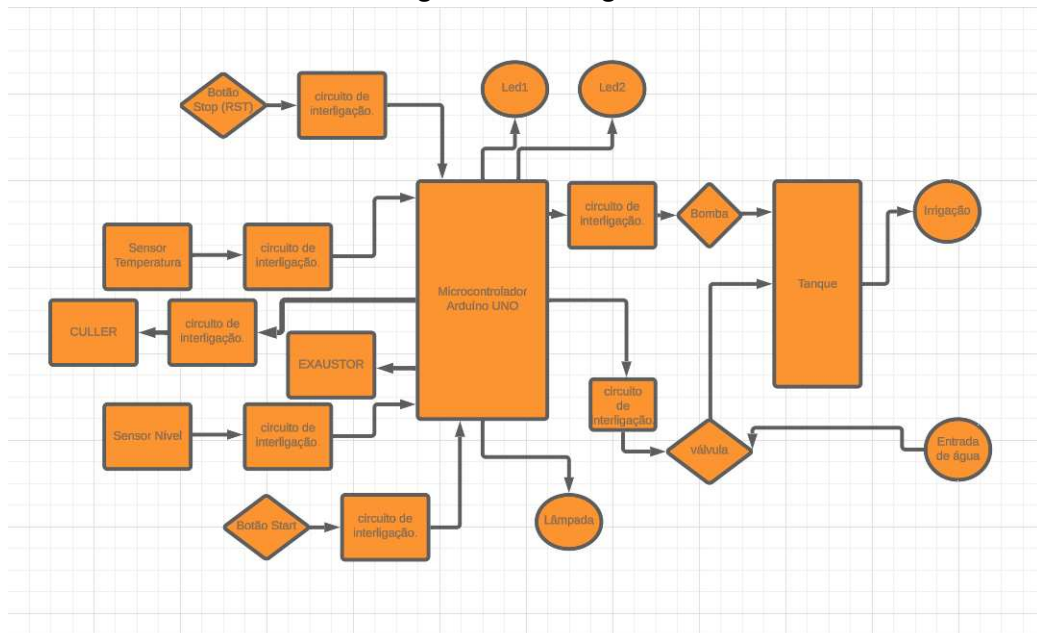 Botão
Stop (RST)
circuito de
interligação.
Led1
Led2
circuito de
interligação.
Bomba
Irrigação
Sensor
Temperatura
circuito de
interligação.
Microcontrolador
Arduíno UNO
Tanque
CULLER
circuito de
interligação.
EXAUSTOR
circuito
de
interligação.
Sensor Nível
circuito de
interligação.
válvula
Entrada
de água
Botão Start
circuito de
interligação.
Lâmpada